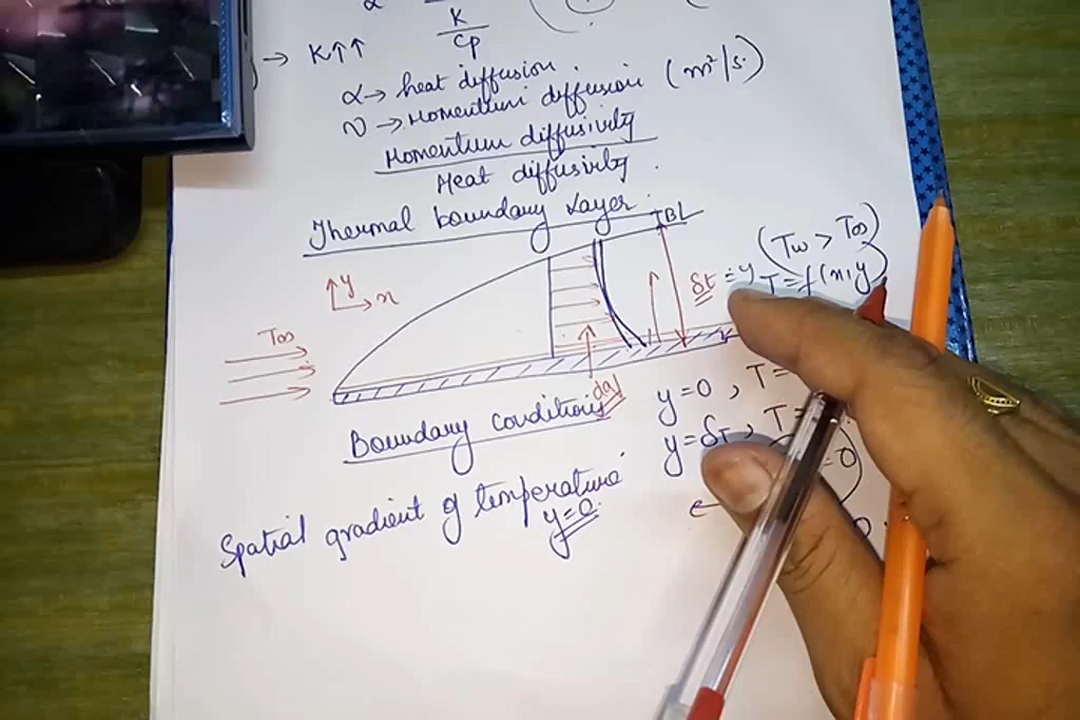 α
K
Cp
→ K↑↑
α → heat diffusion.
ν → Momentum diffusion (m²/s.)
Momentum diffusivity
Heat diffusivity.
Thermal boundary Layer.
TBL
(Tw > T∞)
y
x
δt = y
T = f(x, y
T∞
y=0, T=
Boundary Conditions
y=δT, T=
=0
Spatial gradient of temperature
y=0.